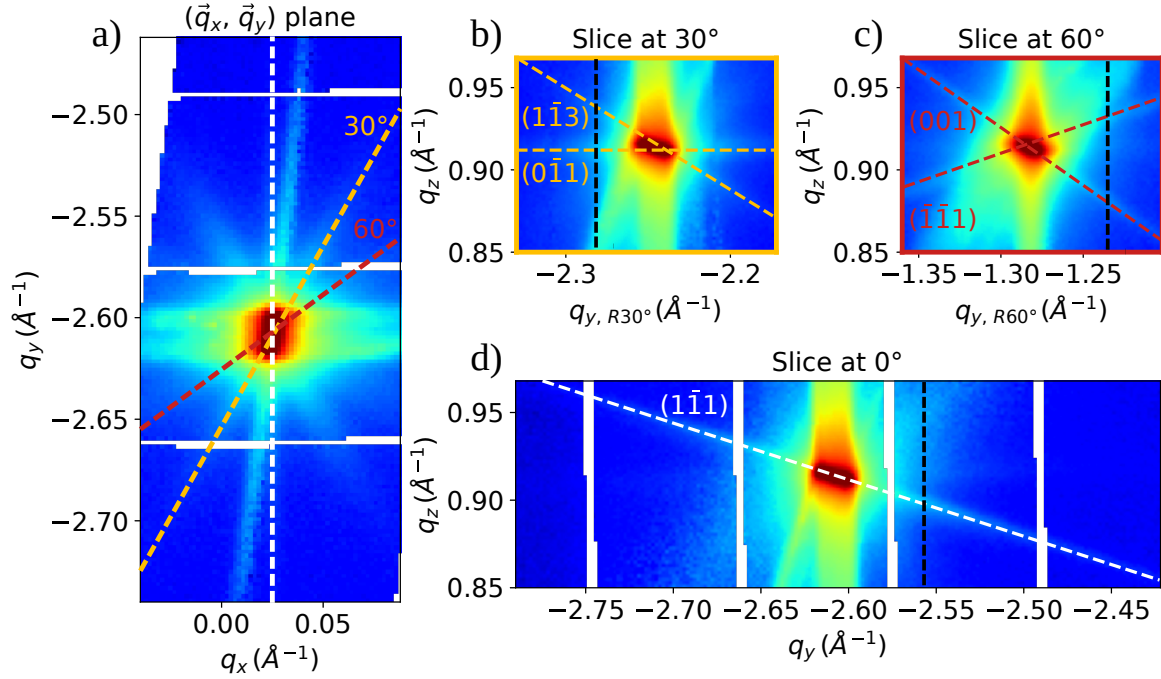 a)
(q⃗x, q⃗y) plane
−2.50
−2.55
−2.60
−2.65
−2.70
qy (Å⁻¹)
30°
60°
0.00
0.05
qx (Å⁻¹)
b)
Slice at 30°
0.95
0.90
0.85
qz (Å⁻¹)
(11̄3)
(01̄1)
−2.3
−2.2
qy, R30° (Å⁻¹)
c)
Slice at 60°
0.95
0.90
0.85
qz (Å⁻¹)
(001)
(1̄1̄1)
−1.35
−1.30
−1.25
qy, R60° (Å⁻¹)
d)
Slice at 0°
0.95
0.90
0.85
qz (Å⁻¹)
(11̄1)
−2.75
−2.70
−2.65
−2.60
−2.55
−2.50
−2.45
qy (Å⁻¹)